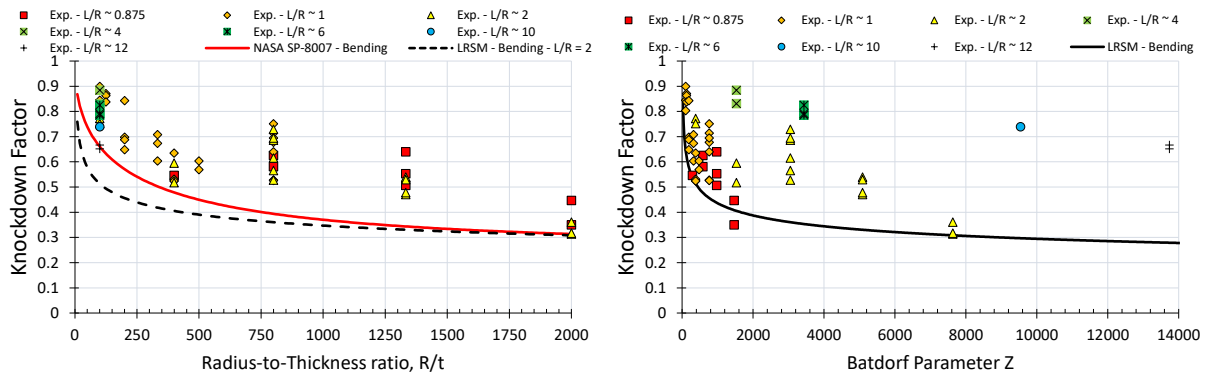 Exp. - L/R ~ 0.875 Exp. - L/R ~ 1 Exp. - L/R ~ 2
Exp. - L/R ~ 4 Exp. - L/R ~ 6 Exp. - L/R ~ 10
Exp. - L/R ~ 12 NASA SP-8007 - Bending LRSM - Bending - L/R = 2
Knockdown Factor
1
0.9
0.8
0.7
0.6
0.5
0.4
0.3
0.2
0.1
0
0 250 500 750 1000 1250 1500 1750 2000
Radius-to-Thickness ratio, R/t
Exp. - L/R ~ 0.875 Exp. - L/R ~ 1 Exp. - L/R ~ 2 Exp. - L/R ~ 4
Exp. - L/R ~ 6 Exp. - L/R ~ 10 Exp. - L/R ~ 12 LRSM - Bending
Knockdown Factor
1
0.9
0.8
0.7
0.6
0.5
0.4
0.3
0.2
0.1
0
0 2000 4000 6000 8000 10000 12000 14000
Batdorf Parameter Z